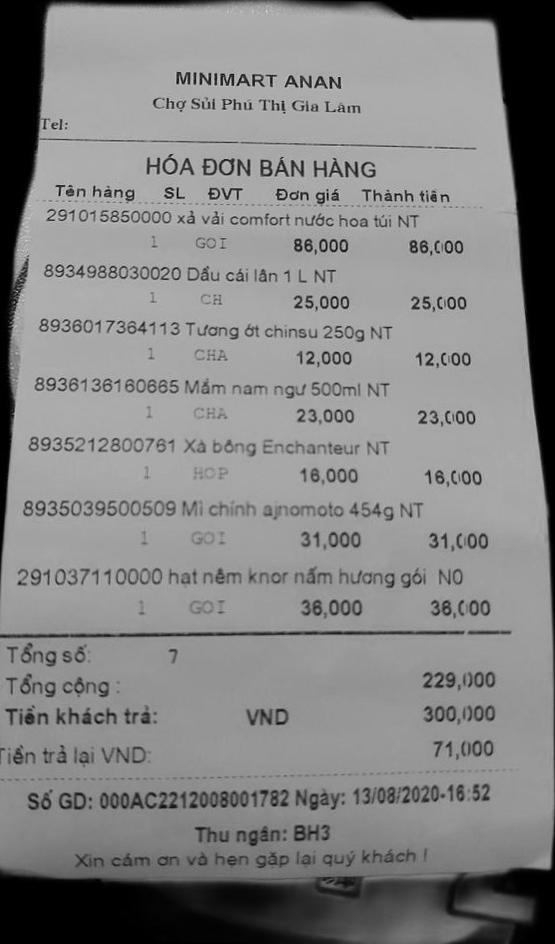 MINIMART ANAN
Chợ Sủi Phú Thị Gia Lâm
Tel:
HÓA ĐƠN BÁN HÀNG
Tên hàng SL ĐVT Đơn giá Thành tiền
291015850000 xả vải comfort nước hoa túi NT
1 GOI 86,000 86,000
8934988030020 Dầu cái lân 1 L NT
1 CH 25,000 25,000
8936017364113 Tương ớt chinsu 250g NT
1 CHA 12,000 12,000
8936136160665 Mắm nam ngư 500ml NT
1 CHA 23,000 23,000
8935212800761 Xà bông Enchanteur NT
1 HOP 16,000 16,000
8935039500509 Mì chính ajnomoto 454g NT
1 GOI 31,000 31,000
291037110000 hạt nêm knor nấm hương gói N0
1 GOI 36,000 36,000
Tổng số: 7
Tổng cộng : 229,000
Tiền khách trả: VND 300,000
Tiền trả lại VND: 71,000
Số GD: 000AC2212008001782 Ngày: 13/08/2020-16:52
Thu ngân: BH3
Xin cảm ơn và hẹn gặp lại quý khách !